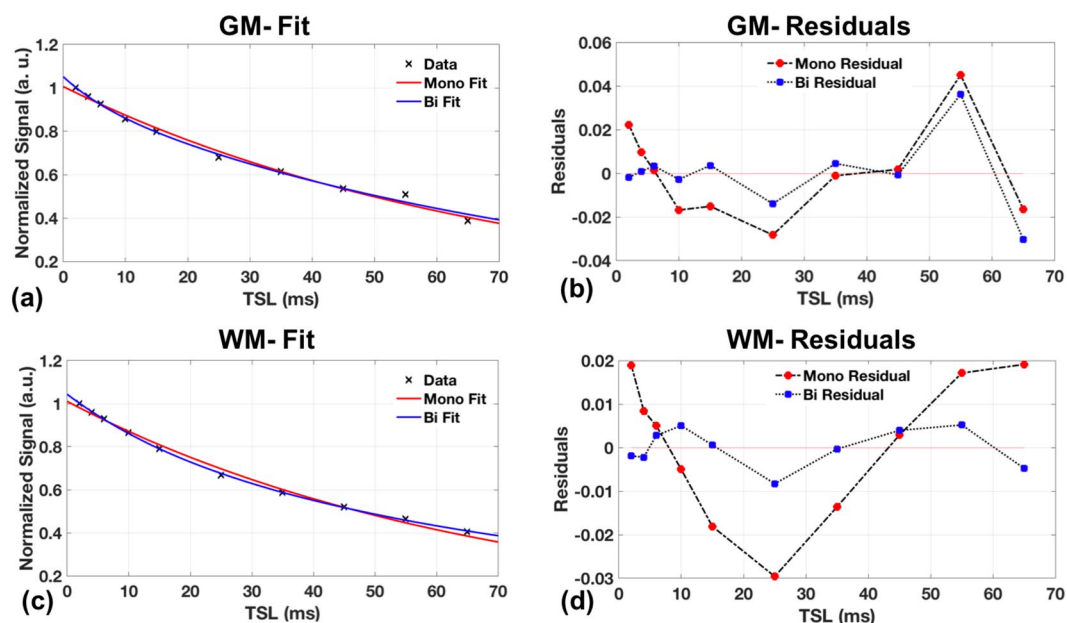 GM- Fit
1.2
1
0.8
0.6
0.4
0.2
0 10 20 30 40 50 60 70
Normalized Signal (a. u.)
TSL (ms)
× Data
Mono Fit
Bi Fit
(a)
GM- Residuals
0.06
0.04
0.02
0
-0.02
-0.04
0 10 20 30 40 50 60 70
Residuals
TSL (ms)
Mono Residual
Bi Residual
(b)
WM- Fit
1.2
1
0.8
0.6
0.4
0.2
0 10 20 30 40 50 60 70
Normalized Signal (a.u.)
TSL (ms)
× Data
Mono Fit
Bi Fit
(c)
WM- Residuals
0.02
0.01
0
-0.01
-0.02
-0.03
0 10 20 30 40 50 60 70
Residuals
TSL (ms)
Mono Residual
Bi Residual
(d)